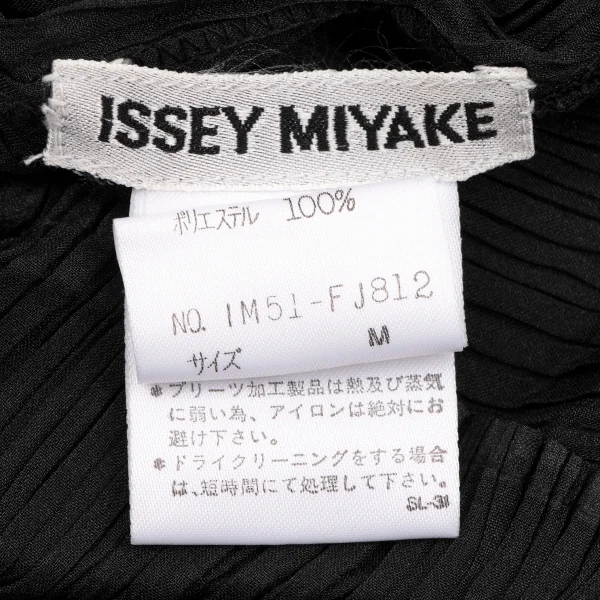 ISSEY MIYAKE
ポリエステル 100%
NO. IM51-FJ812
サイズ M
*プリーツ加工製品は熱及び蒸気
に弱い為、アイロンは絶対にお
避け下さい。
*ドライクリーニングをする場合
は、短時間にて処理して下さい。
SL-31